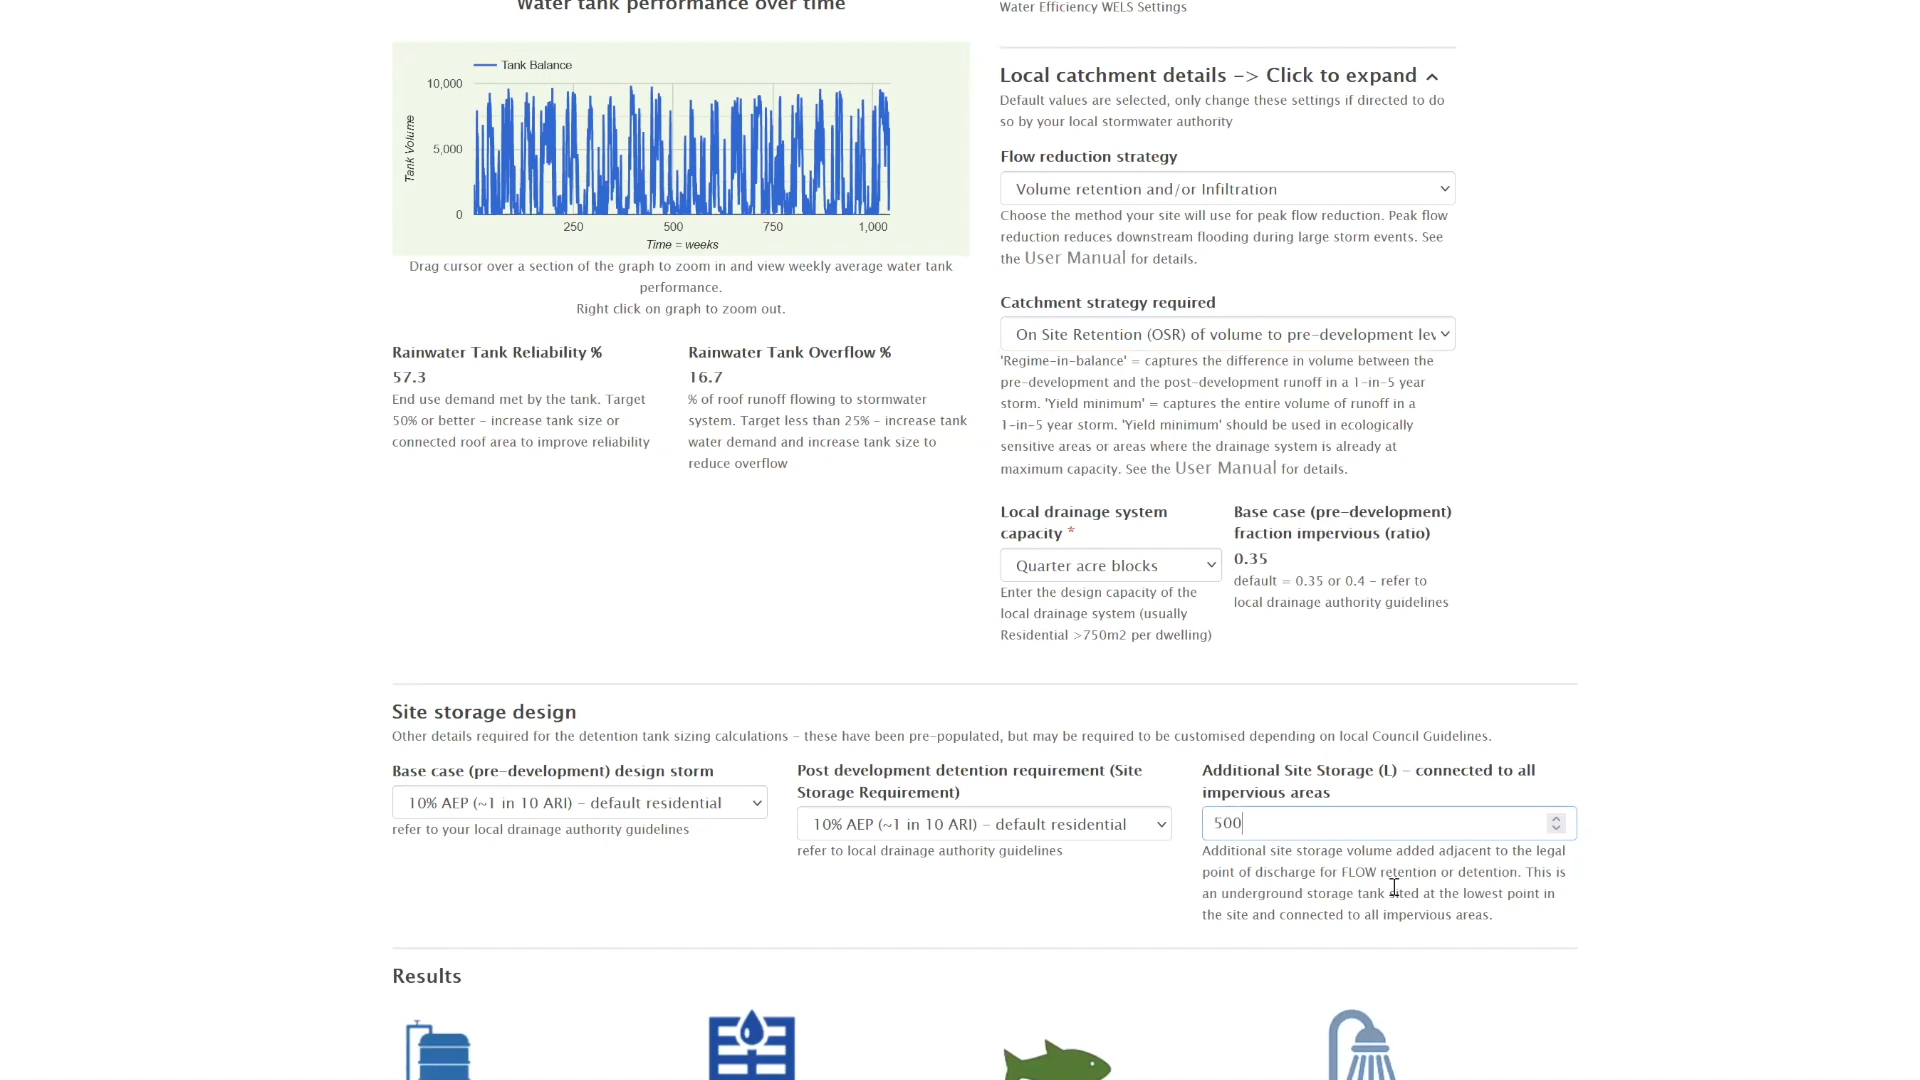 Water tank performance over time
Tank Balance
10,000
5,000
0
Tank Volume
250
500
750
1,000
Time = weeks
Drag cursor over a section of the graph to zoom in and view weekly average water tank
performance.
Right click on graph to zoom out.
Rainwater Tank Reliability %
57.3
End use demand met by the tank. Target
50% or better - increase tank size or
connected roof area to improve reliability
Rainwater Tank Overflow %
16.7
% of roof runoff flowing to stormwater
system. Target less than 25% - increase tank
water demand and increase tank size to
reduce overflow
Water Efficiency WELS Settings
Local catchment details -> Click to expand
Default values are selected, only change these settings if directed to do
so by your local stormwater authority
Flow reduction strategy
Volume retention and/or Infiltration
Choose the method your site will use for peak flow reduction. Peak flow
reduction reduces downstream flooding during large storm events. See
the User Manual for details.
Catchment strategy required
On Site Retention (OSR) of volume to pre-development lev
'Regime-in-balance' = captures the difference in volume between the
pre-development and the post-development runoff in a 1-in-5 year
storm. 'Yield minimum' = captures the entire volume of runoff in a
1-in-5 year storm. 'Yield minimum' should be used in ecologically
sensitive areas or areas where the drainage system is already at
maximum capacity. See the User Manual for details.
Local drainage system
capacity *
Quarter acre blocks
Enter the design capacity of the
local drainage system (usually
Residential >750m2 per dwelling)
Base case (pre-development)
fraction impervious (ratio)
0.35
default = 0.35 or 0.4 - refer to
local drainage authority guidelines
Site storage design
Other details required for the detention tank sizing calculations - these have been pre-populated, but may be required to be customised depending on local Council Guidelines.
Base case (pre-development) design storm
10% AEP (~1 in 10 ARI) - default residential
refer to your local drainage authority guidelines
Post development detention requirement (Site
Storage Requirement)
10% AEP (~1 in 10 ARI) - default residential
refer to local drainage authority guidelines
Additional Site Storage (L) - connected to all
impervious areas
500
Additional site storage volume added adjacent to the legal
point of discharge for FLOW retention or detention. This is
an underground storage tank sited at the lowest point in
the site and connected to all impervious areas.
Results